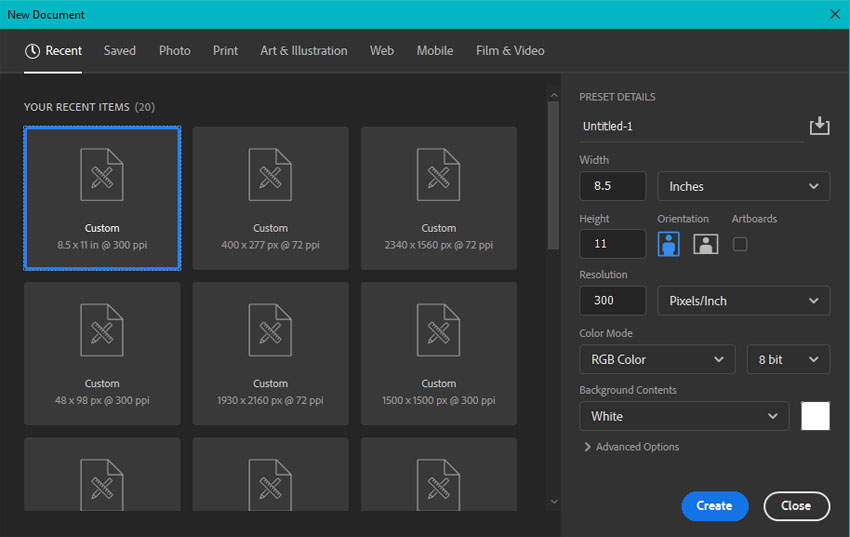 New Document
Recent Saved Photo Print Art & Illustration Web Mobile Film & Video
YOUR RECENT ITEMS (20)
Custom
8.5 x 11 in @ 300 ppi
Custom
400 x 277 px @ 72 ppi
Custom
2340 x 1560 px @ 72 ppi
Custom
48 x 98 px @ 300 ppi
Custom
1930 x 2160 px @ 72 ppi
Custom
1500 x 1500 px @ 300 ppi
PRESET DETAILS
Untitled-1
Width
8.5 Inches
Height Orientation Artboards
11
Resolution
300 Pixels/Inch
Color Mode
RGB Color 8 bit
Background Contents
White
Advanced Options
Create Close